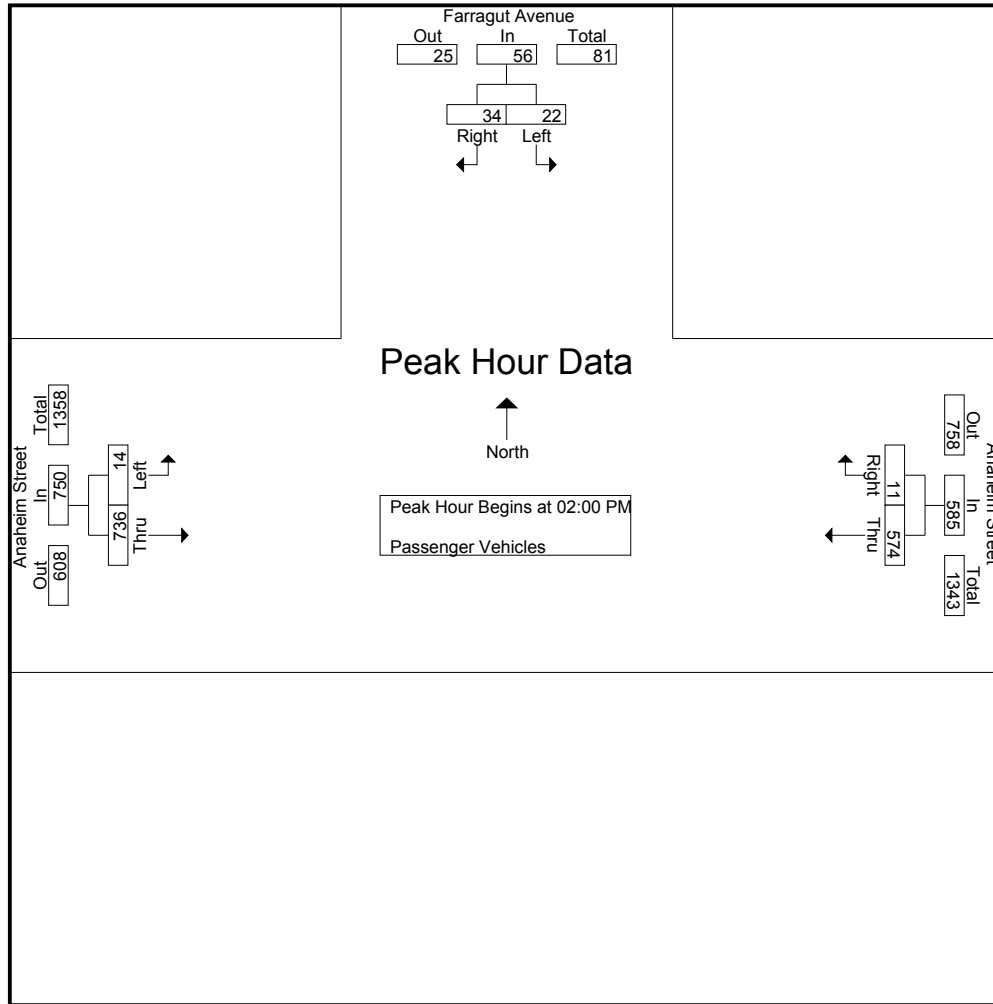 Farragut Avenue
Out In Total
25 56 81
34 22
Right Left
Peak Hour Data
North
Peak Hour Begins at 02:00 PM
Passenger Vehicles
Anaheim Street
Out In Total
608 750 1358
736 14
Thru Left
Anaheim Street
Out In Total
758 585 1343
11 574
Right Thru